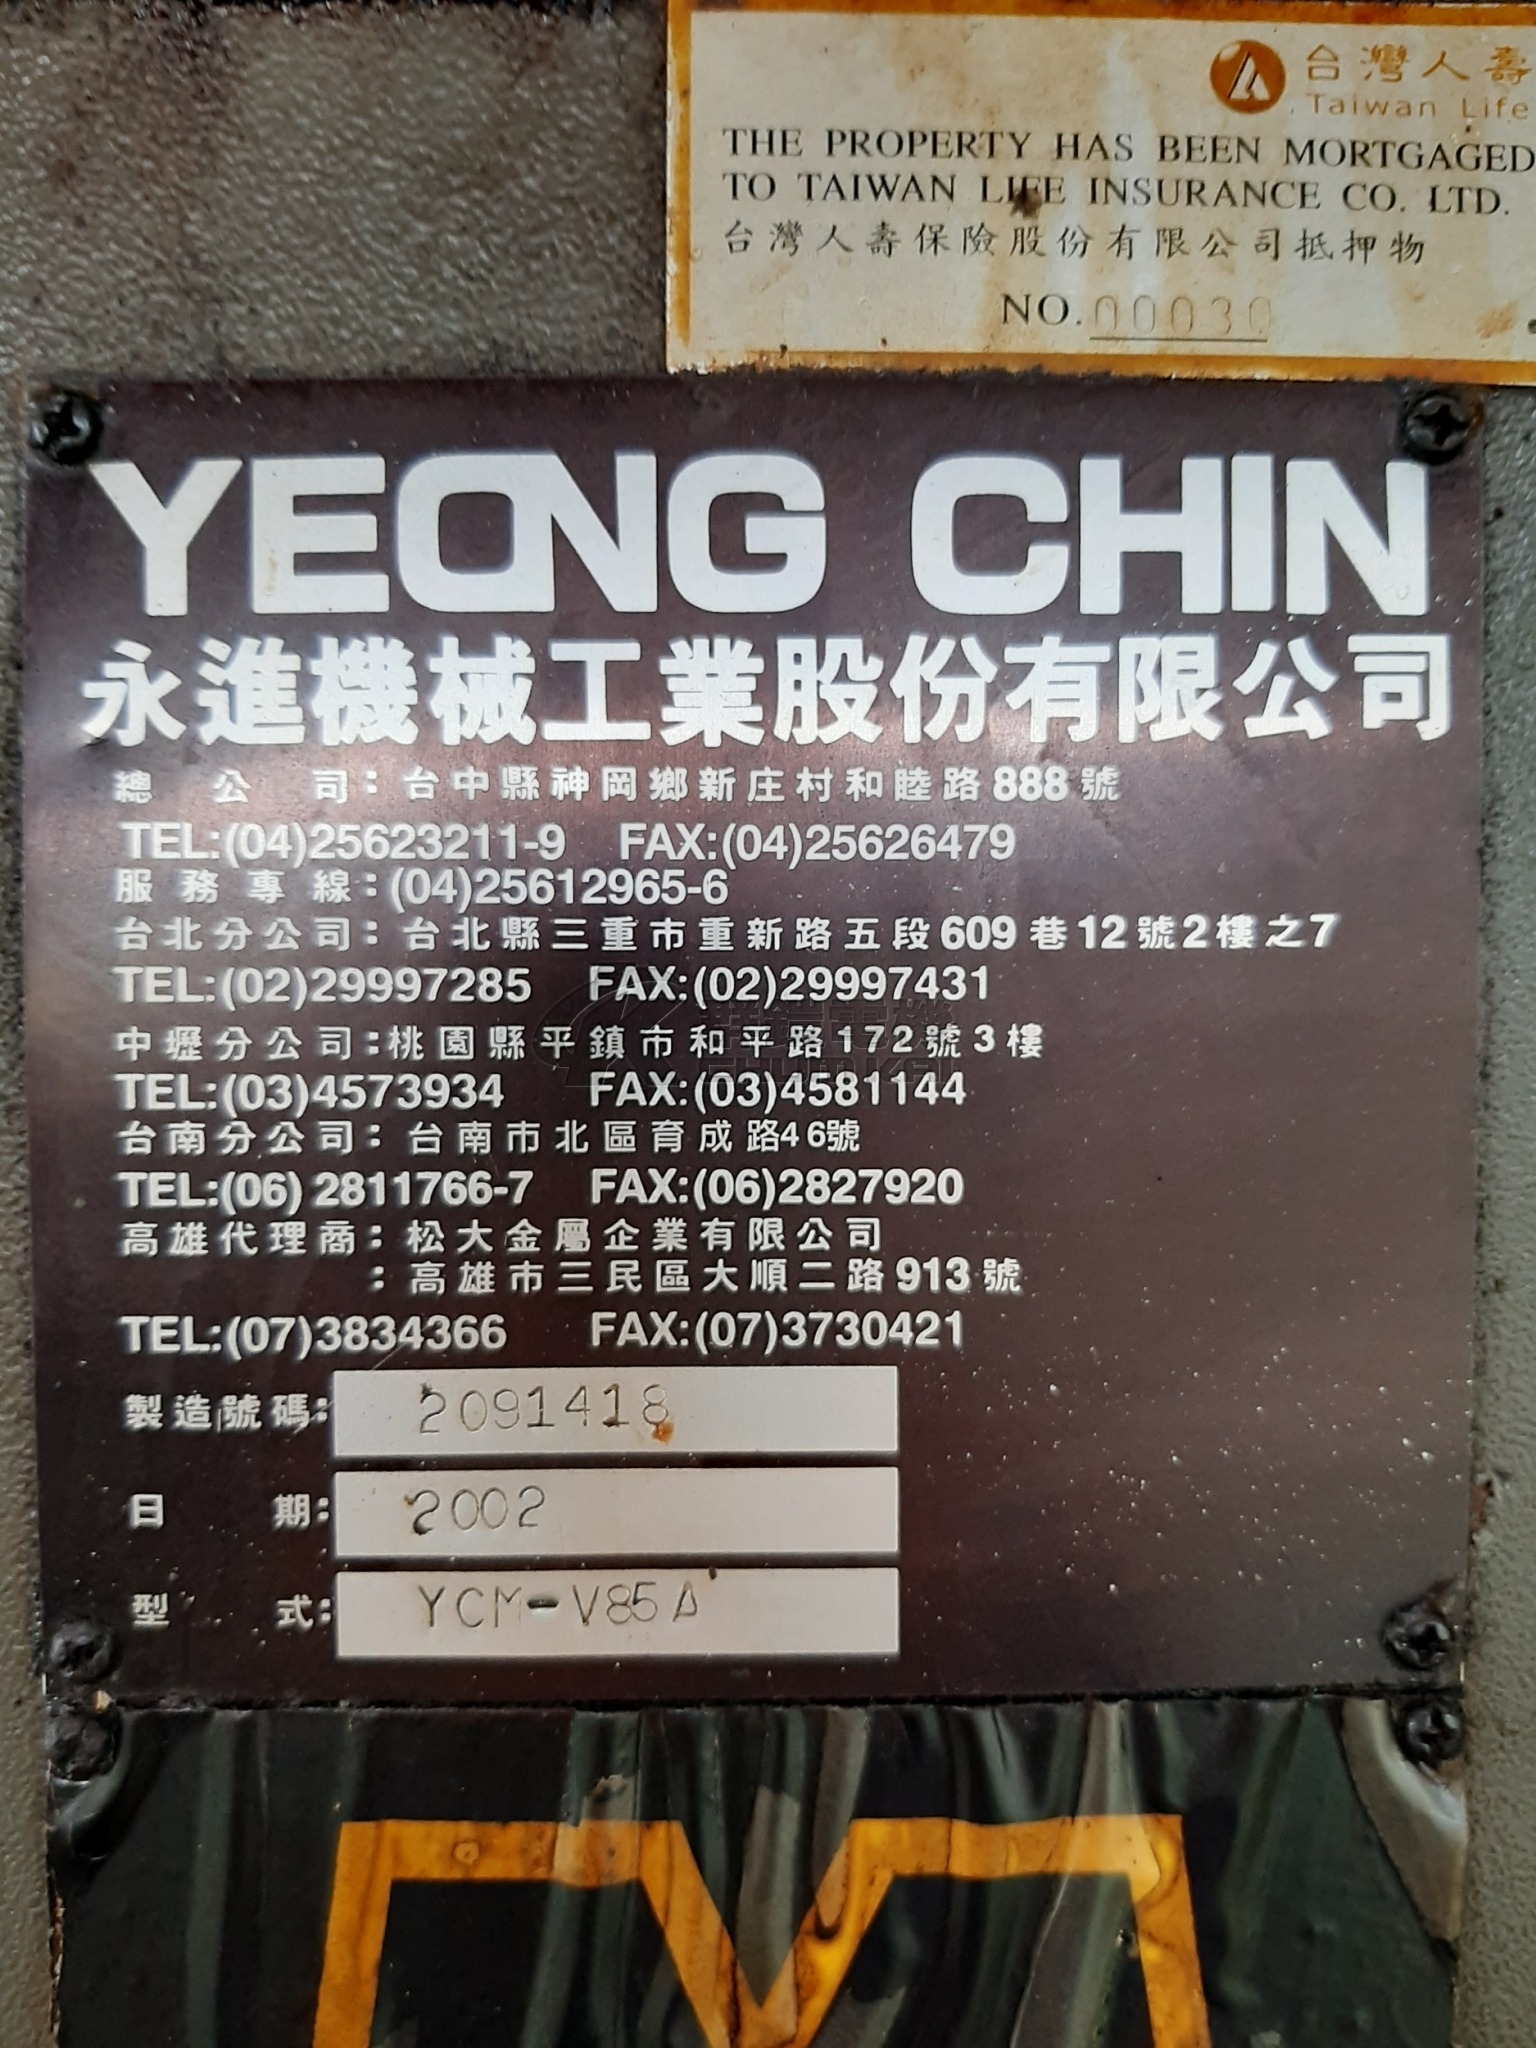 台灣人壽
Taiwan Life
THE PROPERTY HAS BEEN MORTGAGED
TO TAIWAN LIFE INSURANCE CO. LTD.
台灣人壽保險股份有限公司抵押物
NO.00030
YEONG CHIN
永進機械工業股份有限公司
總公司：台中縣神岡鄉新庄村和睦路888號
TEL:(04)25623211-9 FAX:(04)25626479
服務專線：(04)25612965-6
台北分公司：台北縣三重市重新路五段609巷12號2樓之7
TEL:(02)29997285 FAX:(02)29997431
中壢分公司：桃園縣平鎮市和平路172號3樓
TEL:(03)4573934 FAX:(03)4581144
台南分公司：台南市北區育成路46號
TEL:(06)2811766-7 FAX:(06)2827920
高雄代理商：松大金屬企業有限公司
：高雄市三民區大順二路913號
TEL:(07)3834366 FAX:(07)3730421
製造號碼：2091418
日期：2002
型式：YCM-V85A